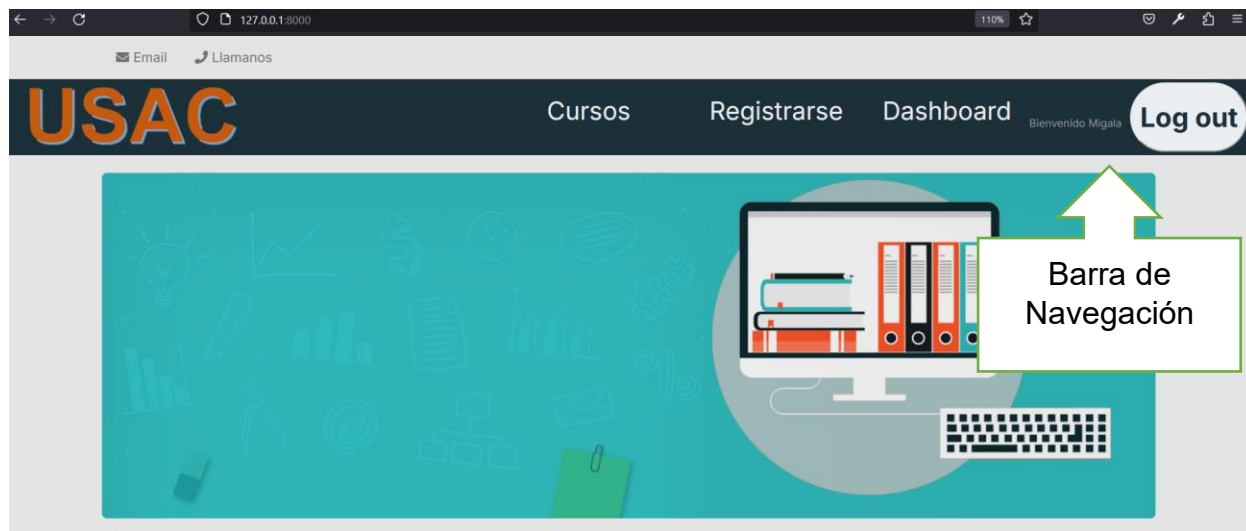 127.0.0.1:8000
110%
Email Llamanos
USAC
Cursos Registrarse Dashboard Bienvenido Migala Log out
Barra de
Navegación